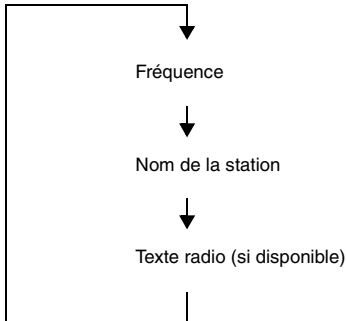 Fréquence
Nom de la station
Texte radio (si disponible)